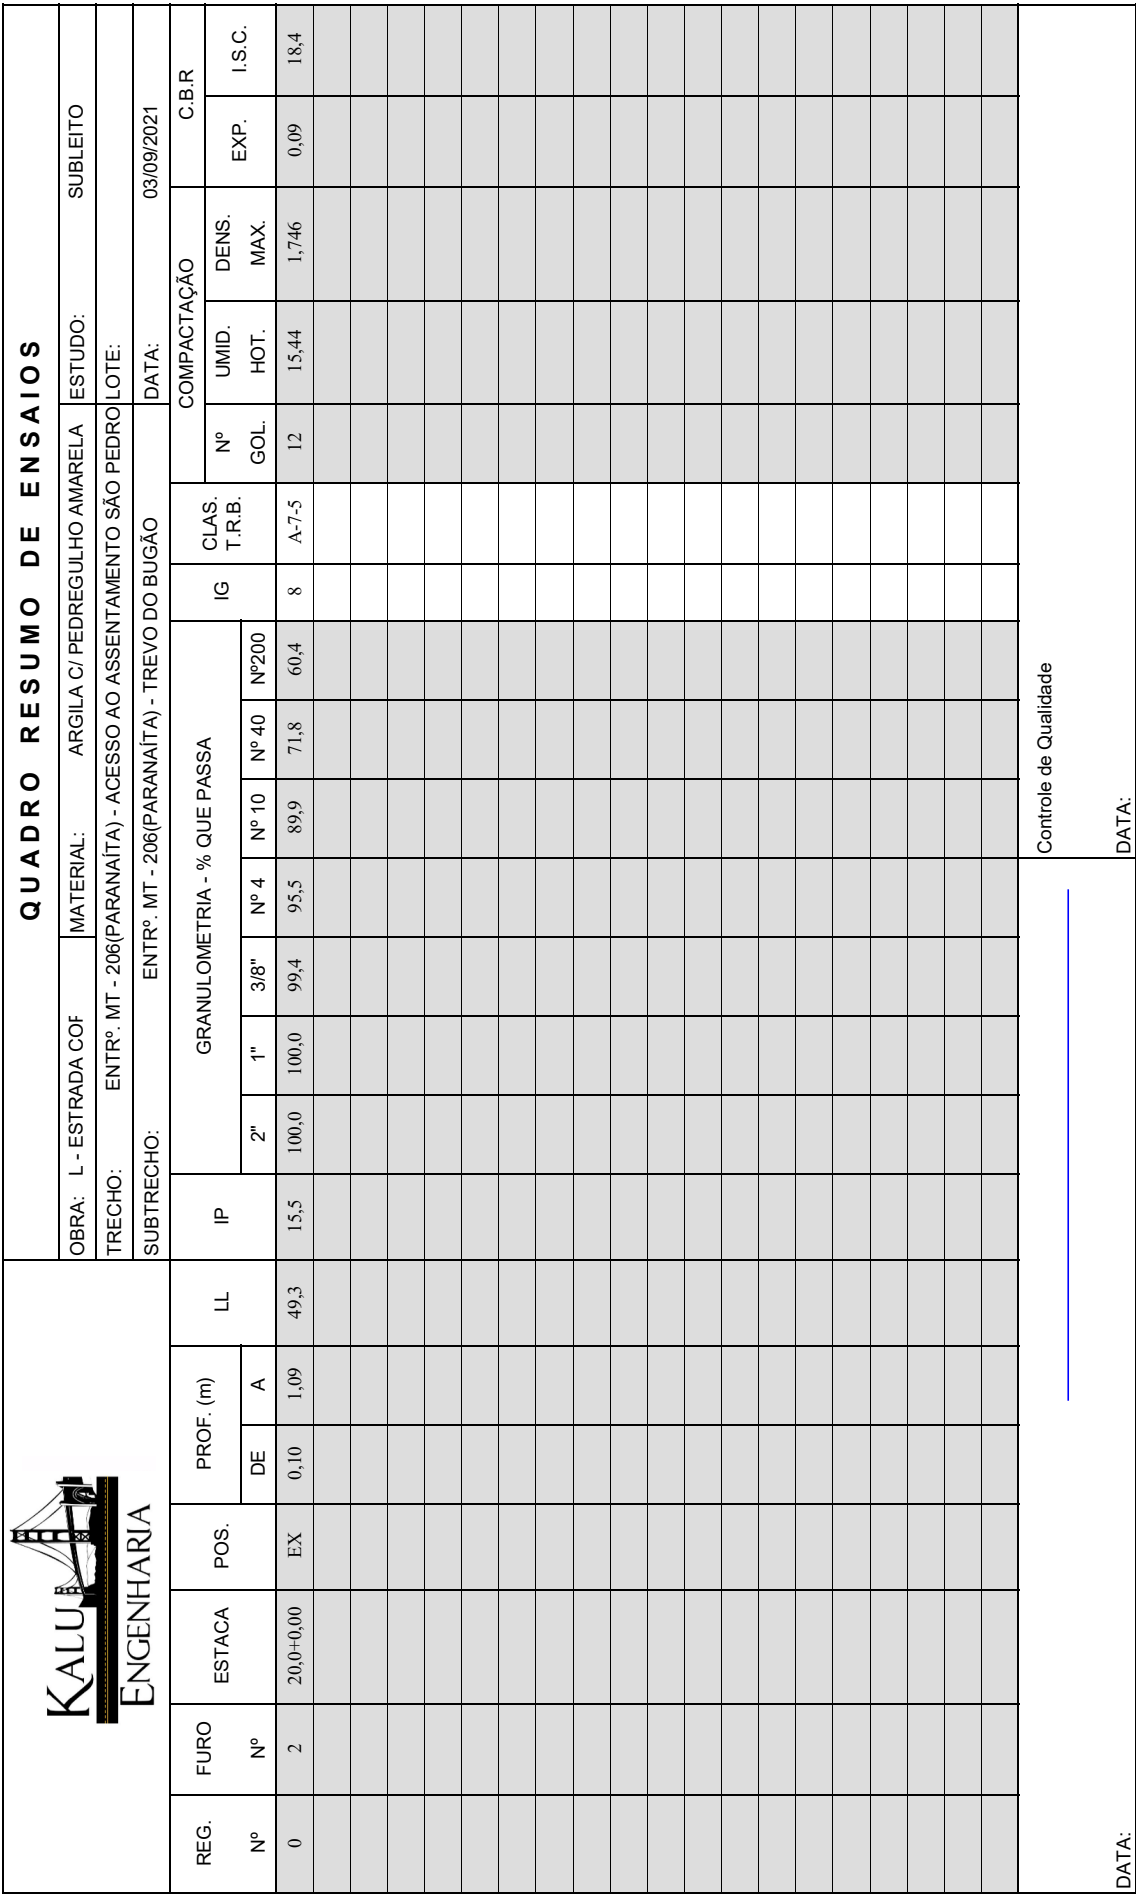 KALU
ENGENHARIA
QUADRO RESUMO DE ENSAIOS
OBRA: L - ESTRADA COF MATERIAL: ARGILA C/ PEDREGULHO AMARELA ESTUDO: SUBLEITO
TRECHO: ENTRº. MT - 206(PARANAÍTA) - ACESSO AO ASSENTAMENTO SÃO PEDRO LOTE:
SUBTRECHO: ENTRº. MT - 206(PARANAÍTA) - TREVO DO BUGÃO DATA: 03/09/2021
REG. Nº
FURO Nº
ESTACA
POS.
PROF. (m)
DE A
LL
IP
GRANULOMETRIA - % QUE PASSA
2" 1" 3/8" Nº 4 Nº 10 Nº 40 Nº200
IG
CLAS. T.R.B.
COMPACTAÇÃO
Nº GOL. UMID. HOT. DENS. MAX.
C.B.R
EXP. I.S.C.
0 2 20,0+0,00 EX 0,10 1,09 49,3 15,5 100,0 100,0 99,4 95,5 89,9 71,8 60,4 8 A-7-5 12 15,44 1,746 0,09 18,4
Controle de Qualidade
DATA: DATA: